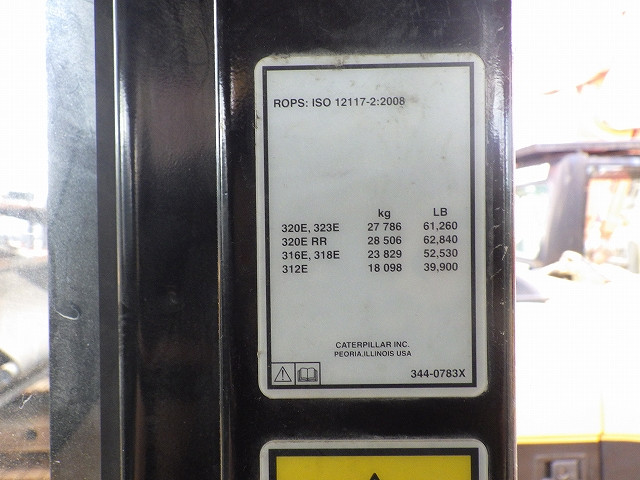 ROPS: ISO 12117-2:2008
kg LB
320E, 323E 27 786 61,260
320E RR 28 506 62,840
316E, 318E 23 829 52,530
312E 18 098 39,900
CATERPILLAR INC.
PEORIA,ILLINOIS USA
344-0783X